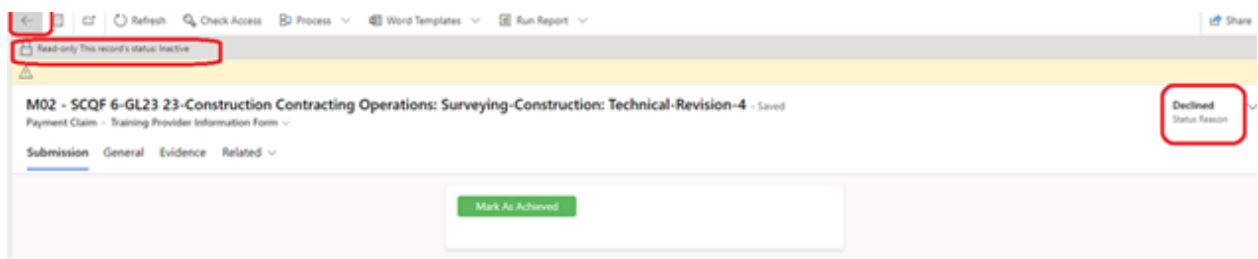 Refresh Check Access Process Word Templates Run Report Share
Read-only This record's status: Inactive
M02 - SCQF 6-GL23 23-Construction Contracting Operations: Surveying-Construction: Technical-Revision-4 - Saved
Declined
Payment Claim - Training Provider Information Form
Status Reason
Submission General Evidence Related
Mark As Achieved